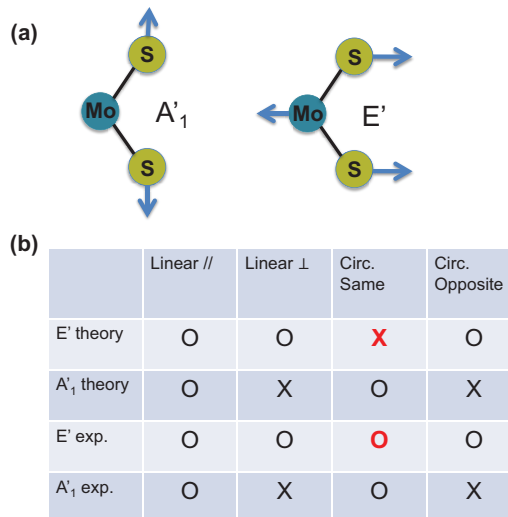 (a)
S S
Mo A'₁ Mo E'
S S
(b)
Linear // Linear ⊥ Circ. Same Circ. Opposite
E' theory O O X O
A'₁ theory O X O X
E' exp. O O O O
A'₁ exp. O X O X